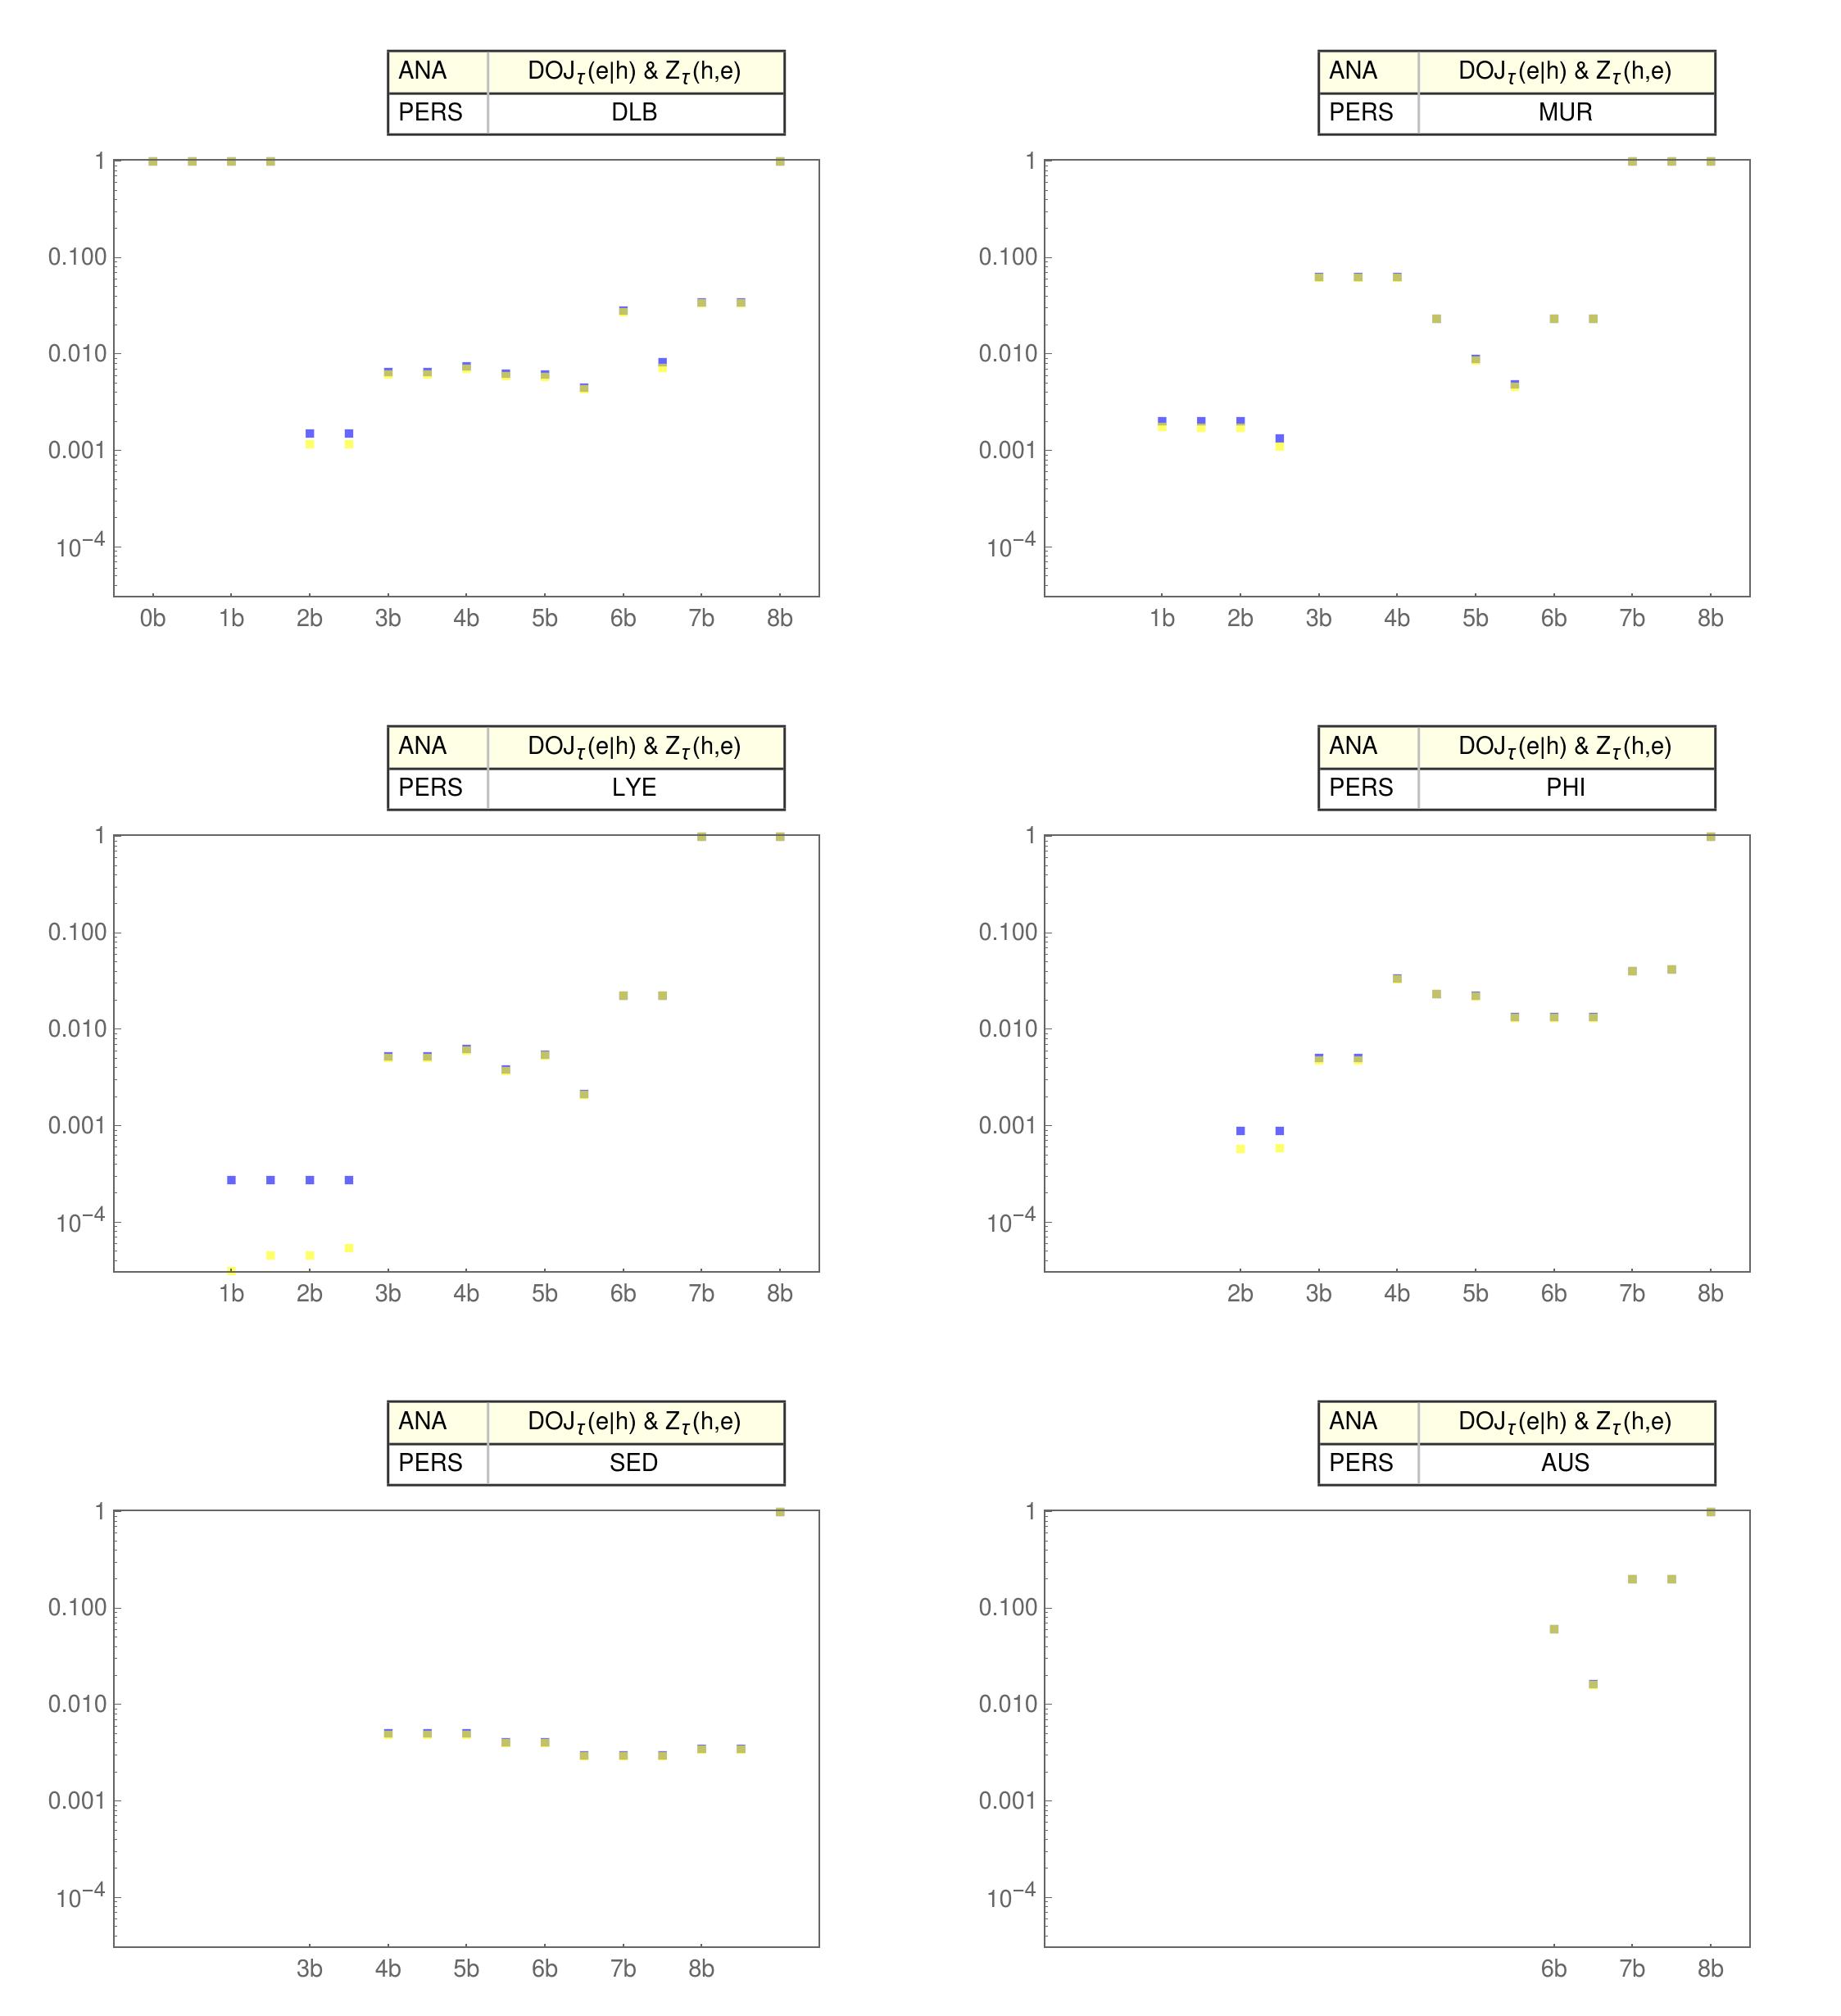 ANA DOJτ(e|h) & Zτ(h,e)
PERS DLB
1
0.100
0.010
0.001
10−4
0b 1b 2b 3b 4b 5b 6b 7b 8b
ANA DOJτ(e|h) & Zτ(h,e)
PERS MUR
1
0.100
0.010
0.001
10−4
1b 2b 3b 4b 5b 6b 7b 8b
ANA DOJτ(e|h) & Zτ(h,e)
PERS LYE
1
0.100
0.010
0.001
10−4
1b 2b 3b 4b 5b 6b 7b 8b
ANA DOJτ(e|h) & Zτ(h,e)
PERS PHI
1
0.100
0.010
0.001
10−4
2b 3b 4b 5b 6b 7b 8b
ANA DOJτ(e|h) & Zτ(h,e)
PERS SED
1
0.100
0.010
0.001
10−4
3b 4b 5b 6b 7b 8b
ANA DOJτ(e|h) & Zτ(h,e)
PERS AUS
1
0.100
0.010
0.001
10−4
6b 7b 8b